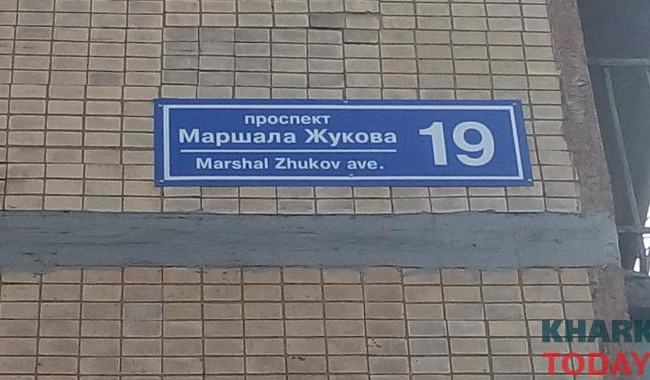 проспект
Маршала Жукова
Marshal Zhukov ave.
19
KHARK
TODAY